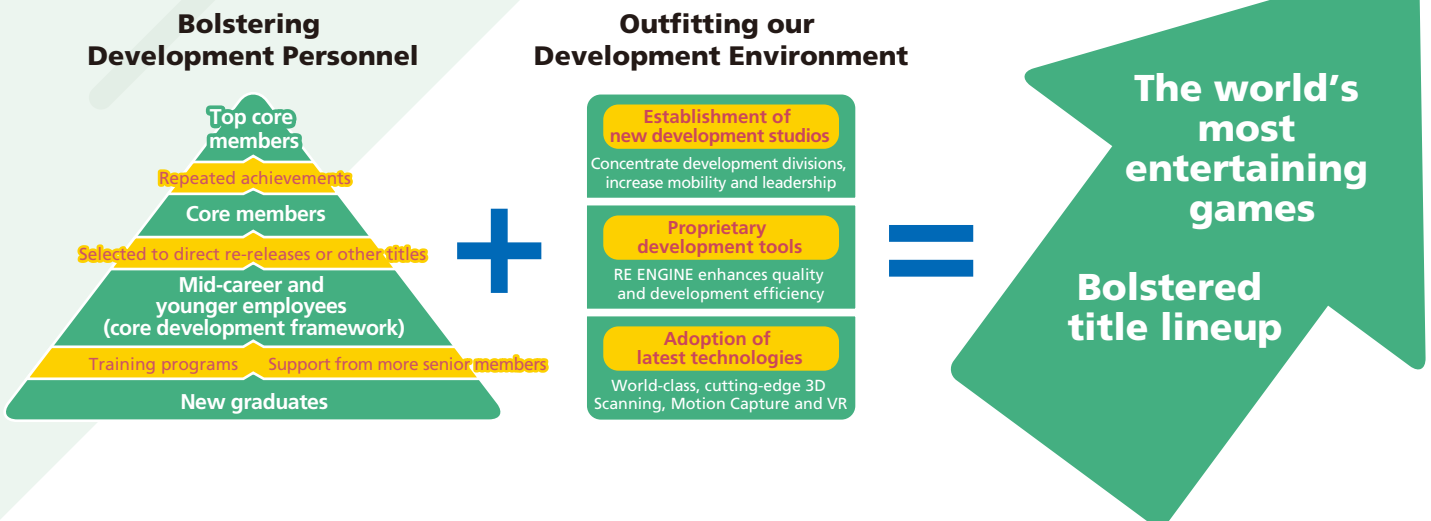 Bolstering
Development Personnel
Top core
members
Repeated achievements
Core members
Selected to direct re-releases or other titles
Mid-career and
younger employees
(core development framework)
Training programs
Support from more senior members
New graduates
+
Outfitting our
Development Environment
Establishment of
new development studios
Concentrate development divisions,
increase mobility and leadership
Proprietary
development tools
RE ENGINE enhances quality
and development efficiency
Adoption of
latest technologies
World-class, cutting-edge 3D
Scanning, Motion Capture and VR
=
The world's
most
entertaining
games
Bolstered
title lineup